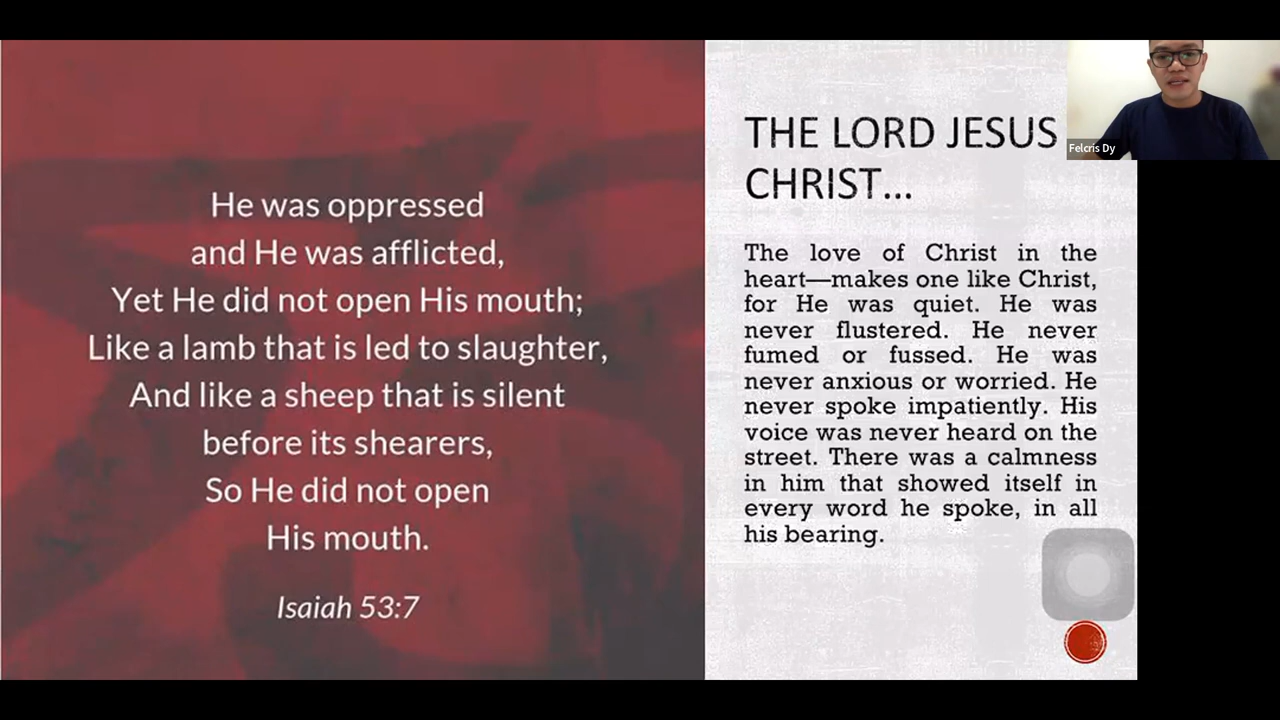 He was oppressed
and He was afflicted,
Yet He did not open His mouth;
Like a lamb that is led to slaughter,
And like a sheep that is silent
before its shearers,
So He did not open
His mouth.
Isaiah 53:7
THE LORD JESUS
CHRIST...
The love of Christ in the
heart—makes one like Christ,
for He was quiet. He was
never flustered. He never
fumed or fussed. He was
never anxious or worried. He
never spoke impatiently. His
voice was never heard on the
street. There was a calmness
in him that showed itself in
every word he spoke, in all
his bearing.
Felcris Dy